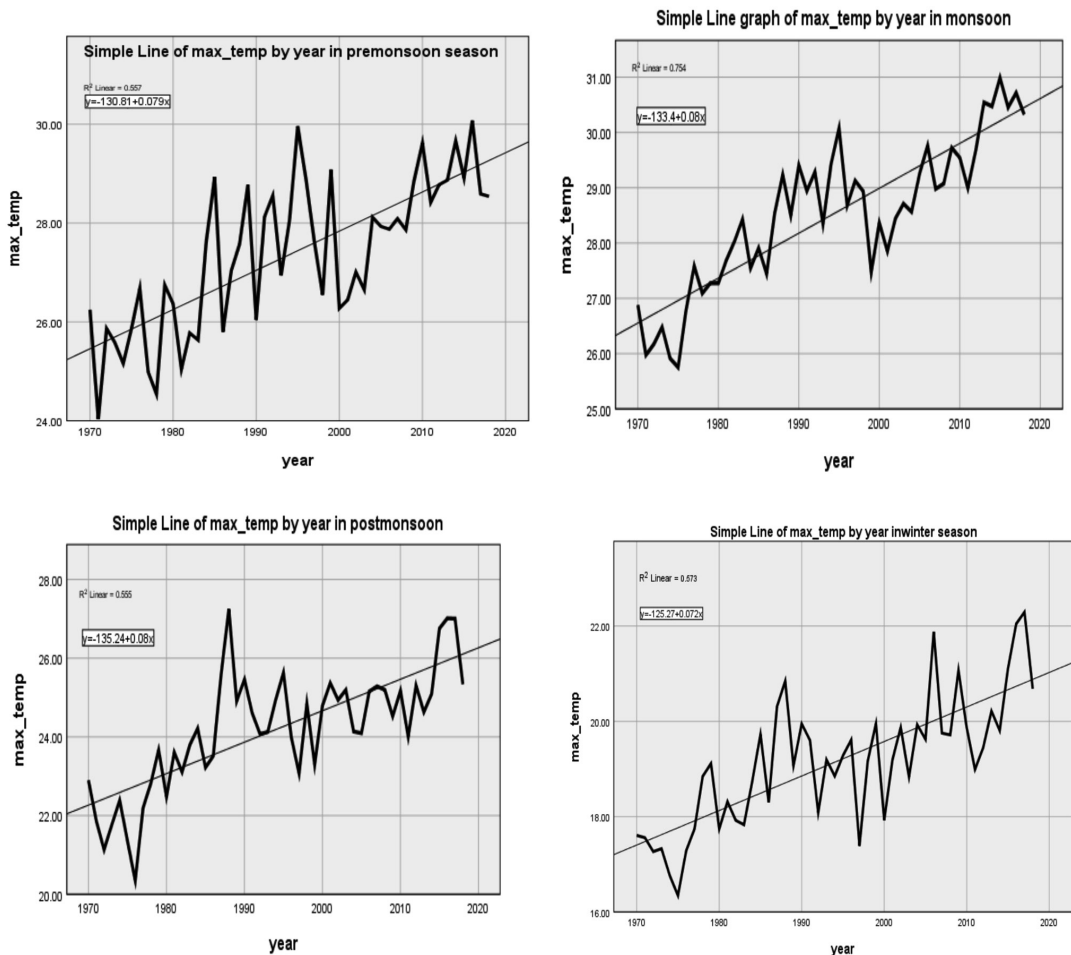 Simple Line of max_temp by year in premonsoon season
R² Linear = 0.557
y=-130.81+0.079x
30.00
28.00
26.00
24.00
max_temp
1970 1980 1990 2000 2010 2020
year
Simple Line graph of max_temp by year in monsoon
R² Linear = 0.754
y=-133.4+0.08x
31.00
30.00
29.00
28.00
27.00
26.00
25.00
max_temp
1970 1980 1990 2000 2010 2020
year
Simple Line of max_temp by year in postmonsoon
R² Linear = 0.555
y=-135.24+0.08x
28.00
26.00
24.00
22.00
20.00
max_temp
1970 1980 1990 2000 2010 2020
year
Simple Line of max_temp by year inwinter season
R² Linear = 0.573
y=-125.27+0.072x
22.00
20.00
18.00
16.00
max_temp
1970 1980 1990 2000 2010 2020
year